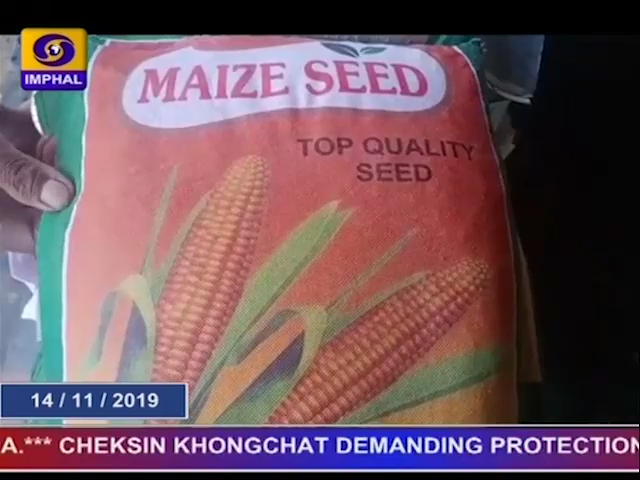 IMPHAL
MAIZE SEED
TOP QUALITY
SEED
14 / 11 / 2019
A.*** CHEKSIN KHONGCHAT DEMANDING PROTECTION